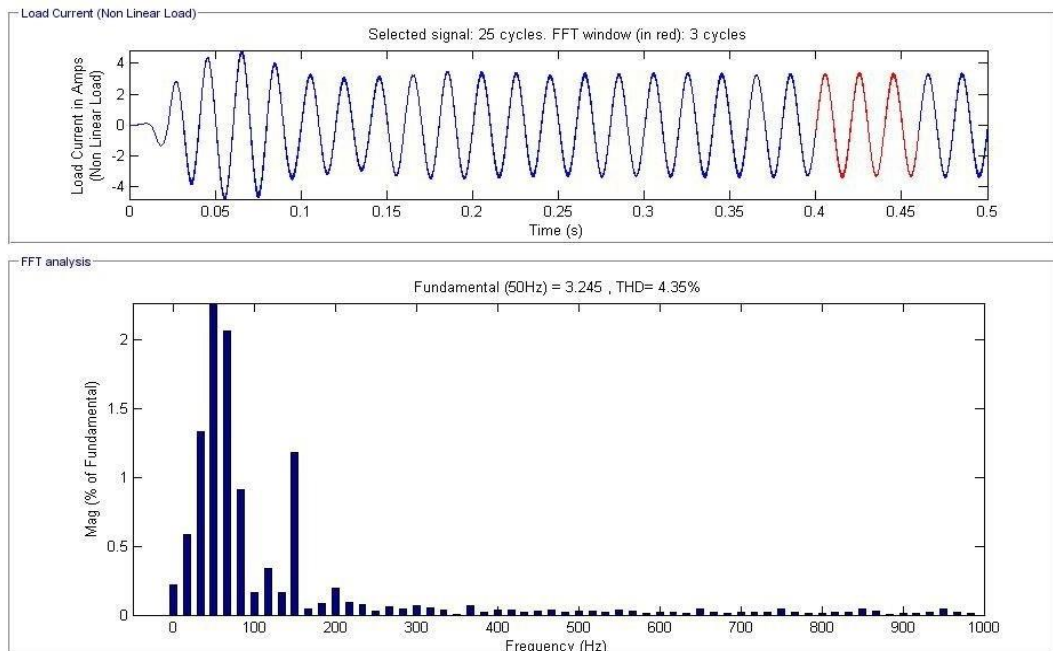 Load Current (Non Linear Load)
Selected signal: 25 cycles. FFT window (in red): 3 cycles
Load Current in Amps
(Non Linear Load)
4
2
0
-2
-4
0 0.05 0.1 0.15 0.2 0.25 0.3 0.35 0.4 0.45 0.5
Time (s)
FFT analysis
Fundamental (50Hz) = 3.245 , THD= 4.35%
Mag (% of Fundamental)
2
1.5
1
0.5
0
0 100 200 300 400 500 600 700 800 900 1000
Frequency (Hz)